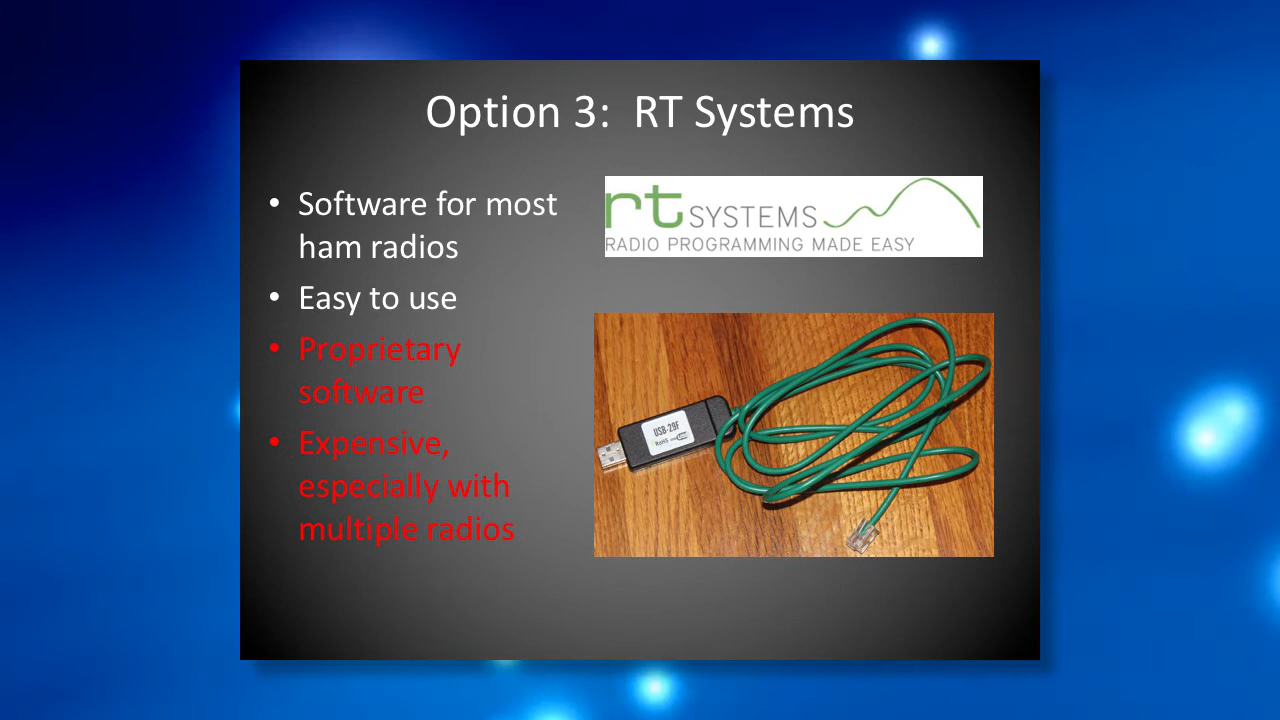 Option 3:  RT Systems
• Software for most
ham radios
• Easy to use
• Proprietary
software
• Expensive,
especially with
multiple radios
rt SYSTEMS
RADIO PROGRAMMING MADE EASY
USB-29F
RoHS